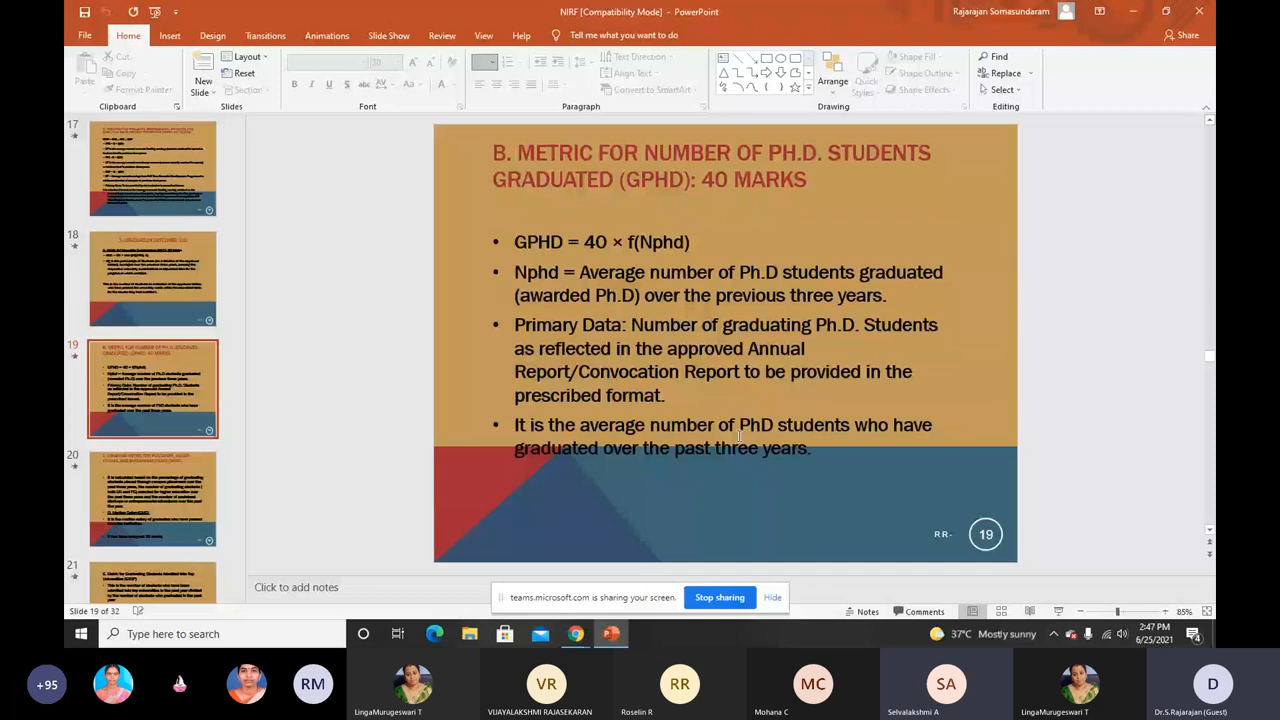 NIRF [Compatibility Mode] – PowerPoint
Rajarajan Somasundaram
File Home Insert Design Transitions Animations Slide Show Review View Help Tell me what you want to do Share
Paste
Cut
Copy
Format Painter
Clipboard
New Slide
Layout
Reset
Section
Slides
Font
Text Direction
Align Text
Convert to SmartArt
Paragraph
Arrange
Quick Styles
Shape Fill
Shape Outline
Shape Effects
Drawing
Find
Replace
Select
Editing
17
18
19
20
21
B. METRIC FOR NUMBER OF PH.D. STUDENTS
GRADUATED (GPHD): 40 MARKS
• GPHD = 40 × f(Nphd)
• Nphd = Average number of Ph.D students graduated
(awarded Ph.D) over the previous three years.
• Primary Data: Number of graduating Ph.D. Students
as reflected in the approved Annual
Report/Convocation Report to be provided in the
prescribed format.
• It is the average number of PhD students who have
graduated over the past three years.
RR-
19
Click to add notes
teams.microsoft.com is sharing your screen. Stop sharing Hide
Slide 19 of 32
Notes Comments 85%
Type here to search
37°C Mostly sunny
2:47 PM
6/25/2021
4
+95
RM
LingaMurugeswari T
VR
VIJAYALAKSHMI RAJASEKARAN
RR
Roselin R
MC
Mohana C
SA
Selvalakshmi A
LingaMurugeswari T
D
Dr.S.Rajarajan (Guest)